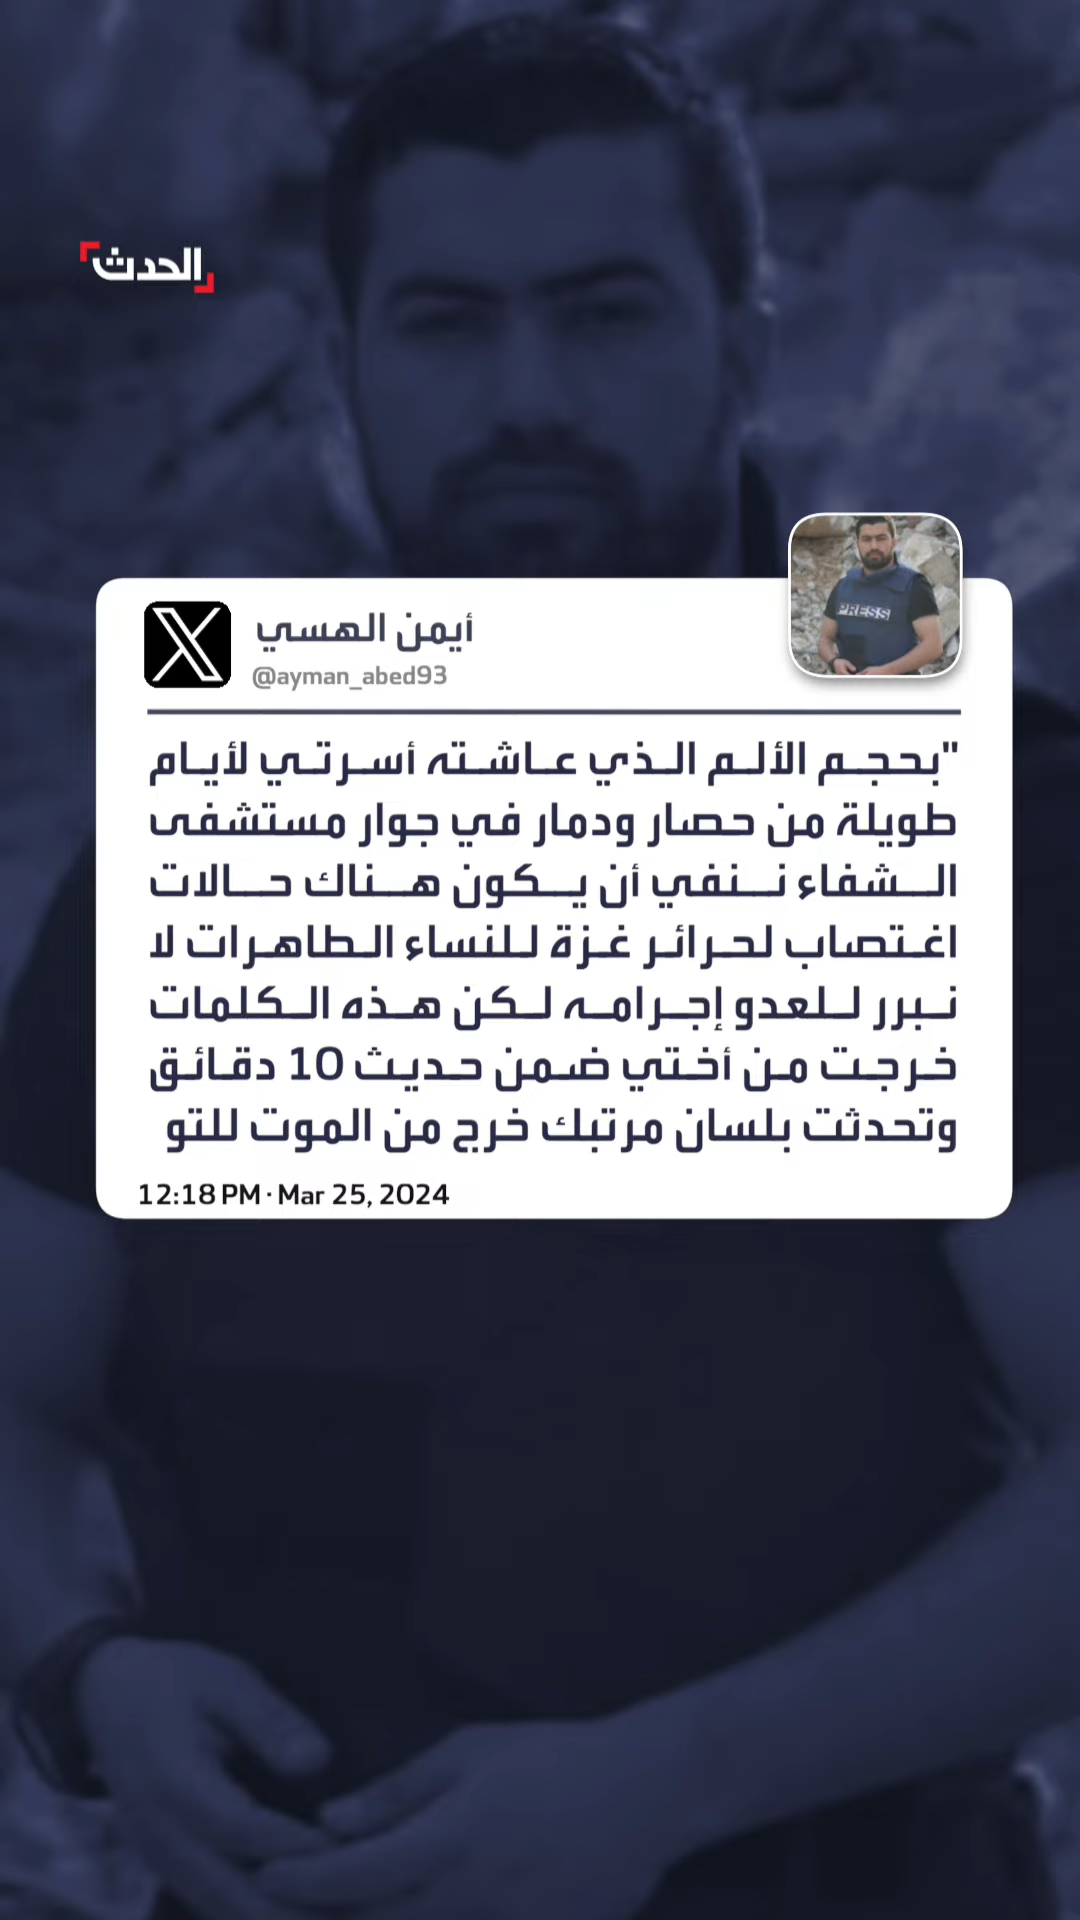 الحدث
أيمن الهسي
@ayman_abed93
PRESS
"بحجم الألم الذي عاشته أسرتي لأيام
طويلة من حصار ودمار في جوار مستشفى
الشفاء ننفي أن يكون هناك حالات
اغتصاب لحرائر غزة للنساء الطاهرات لا
نبرر للعدو إجرامه لكن هذه الكلمات
خرجت من أختي ضمن حديث 10 دقائق
وتحدثت بلسان مرتبك خرج من الموت للتو
12:18 PM · Mar 25, 2024